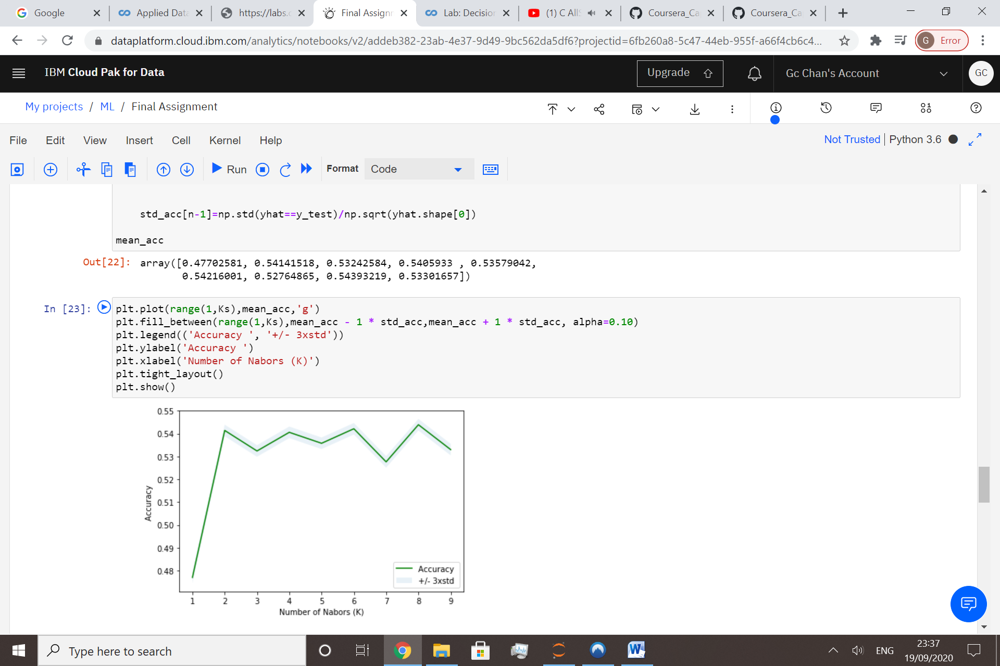 Google
Applied Data
https://labs.c
Final Assignm
Lab: Decision
(1) C AllS
Coursera_Cap
Coursera_Cap
dataplatform.cloud.ibm.com/analytics/notebooks/v2/addeb382-23ab-4e37-9d49-9bc562da5df6?projectid=6fb260a8-5c47-44eb-955f-a66f4cb6c4...
G Error
IBM Cloud Pak for Data
Upgrade
Gc Chan's Account
GC
My projects / ML / Final Assignment
File Edit View Insert Cell Kernel Help
Not Trusted | Python 3.6
Run
Format
Code
std_acc[n-1]=np.std(yhat==y_test)/np.sqrt(yhat.shape[0])
mean_acc
Out[22]: array([0.47702581, 0.54141518, 0.53242584, 0.5405933 , 0.53579042,
0.54216001, 0.52764865, 0.54393219, 0.53301657])
In [23]:
plt.plot(range(1,Ks),mean_acc,'g')
plt.fill_between(range(1,Ks),mean_acc - 1 * std_acc,mean_acc + 1 * std_acc, alpha=0.10)
plt.legend(('Accuracy ', '+/- 3xstd'))
plt.ylabel('Accuracy ')
plt.xlabel('Number of Nabors (K)')
plt.tight_layout()
plt.show()
0.55
0.54
0.53
0.52
0.51
0.50
0.49
0.48
Accuracy
Accuracy
+/- 3xstd
1 2 3 4 5 6 7 8 9
Number of Nabors (K)
Type here to search
ENG
23:37
19/09/2020